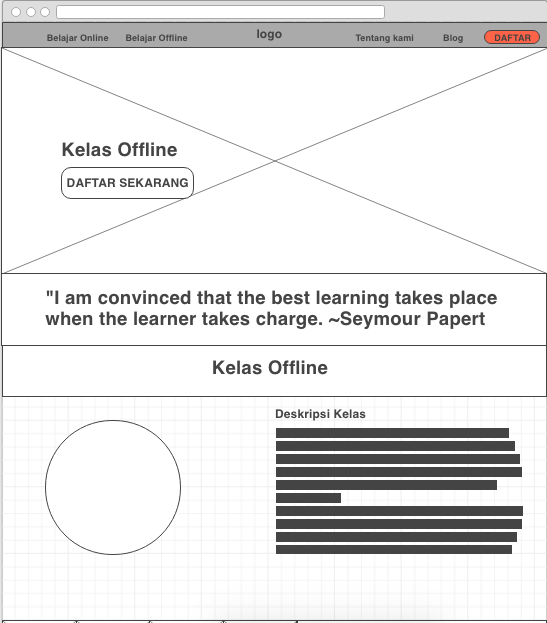 Belajar Online Belajar Offline logo Tentang kami Blog DAFTAR
Kelas Offline
DAFTAR SEKARANG
"I am convinced that the best learning takes place
when the learner takes charge. ~Seymour Papert
Kelas Offline
Deskripsi Kelas